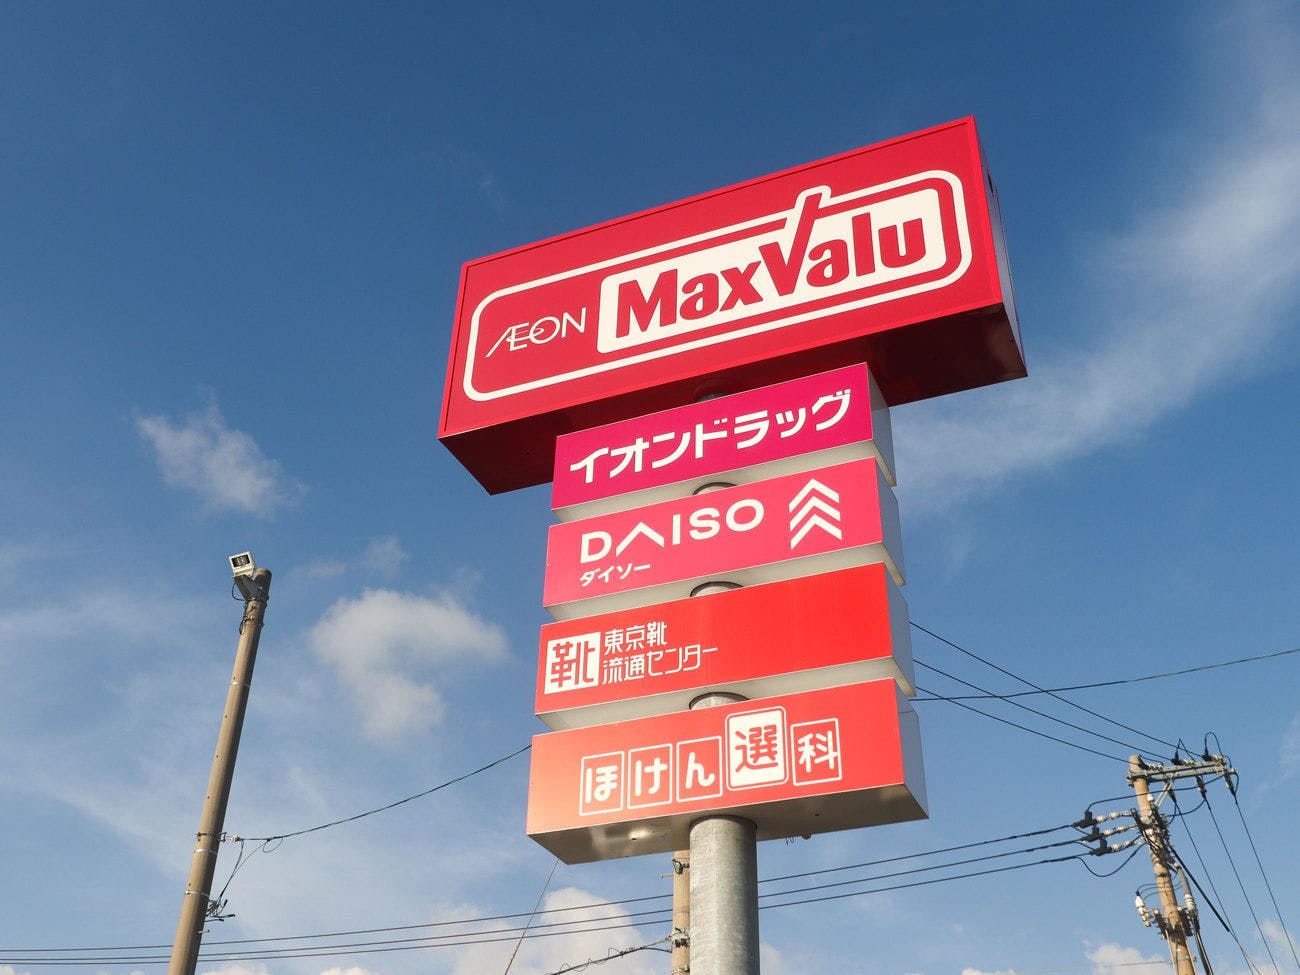 ÆON MaxValu
イオンドラッグ
DAISO
ダイソー
靴 東京靴
流通センター
ほけん選科